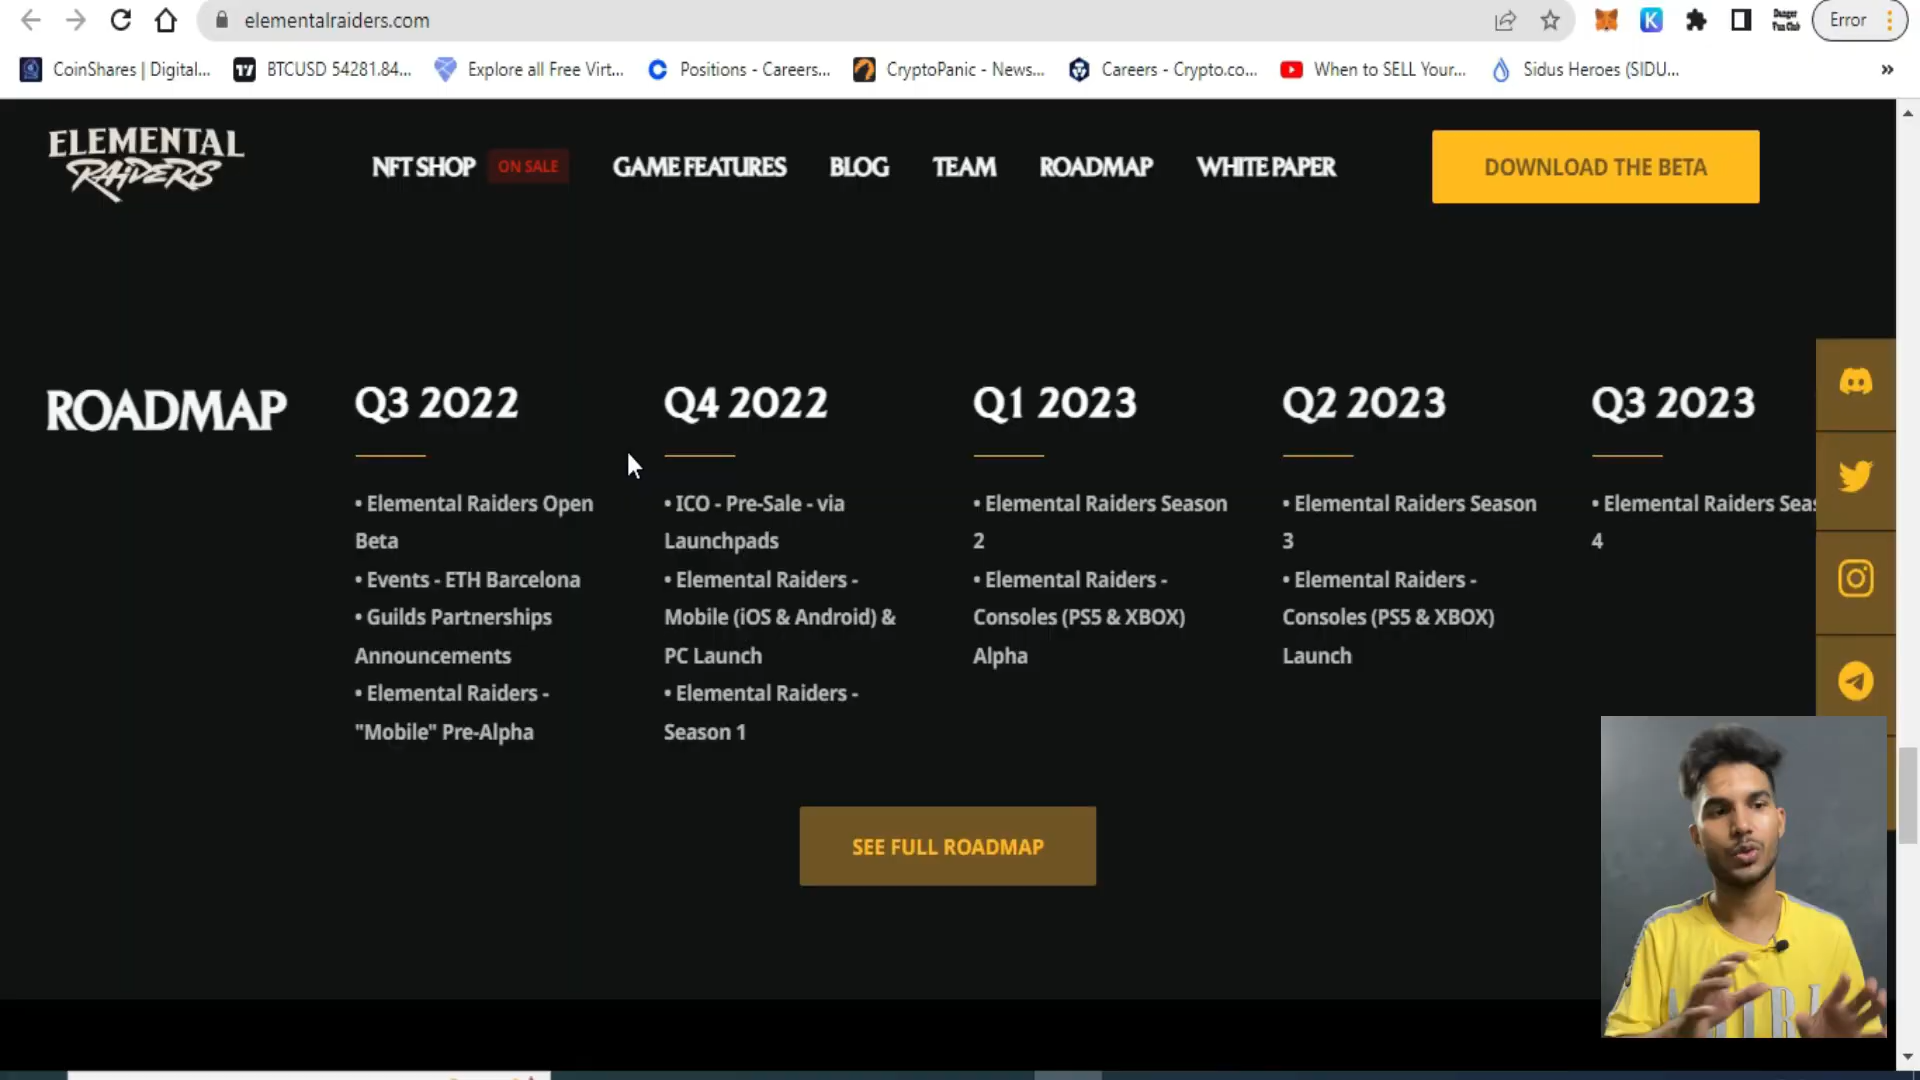 elementalraiders.com
Error
CoinShares | Digital...
BTCUSD 54281.84...
Explore all Free Virt...
Positions - Careers...
CryptoPanic - News...
Careers - Crypto.co...
When to SELL Your...
Sidus Heroes (SIDU...
ELEMENTAL
RAIDERS
NFT SHOP
ON SALE
GAME FEATURES
BLOG
TEAM
ROADMAP
WHITE PAPER
DOWNLOAD THE BETA
ROADMAP
Q3 2022
• Elemental Raiders Open
Beta
• Events - ETH Barcelona
• Guilds Partnerships
Announcements
• Elemental Raiders -
"Mobile" Pre-Alpha
Q4 2022
• ICO - Pre-Sale - via
Launchpads
• Elemental Raiders -
Mobile (iOS & Android) &
PC Launch
• Elemental Raiders -
Season 1
Q1 2023
• Elemental Raiders Season
2
• Elemental Raiders -
Consoles (PS5 & XBOX)
Alpha
Q2 2023
• Elemental Raiders Season
3
• Elemental Raiders -
Consoles (PS5 & XBOX)
Launch
Q3 2023
• Elemental Raiders Seas
4
SEE FULL ROADMAP